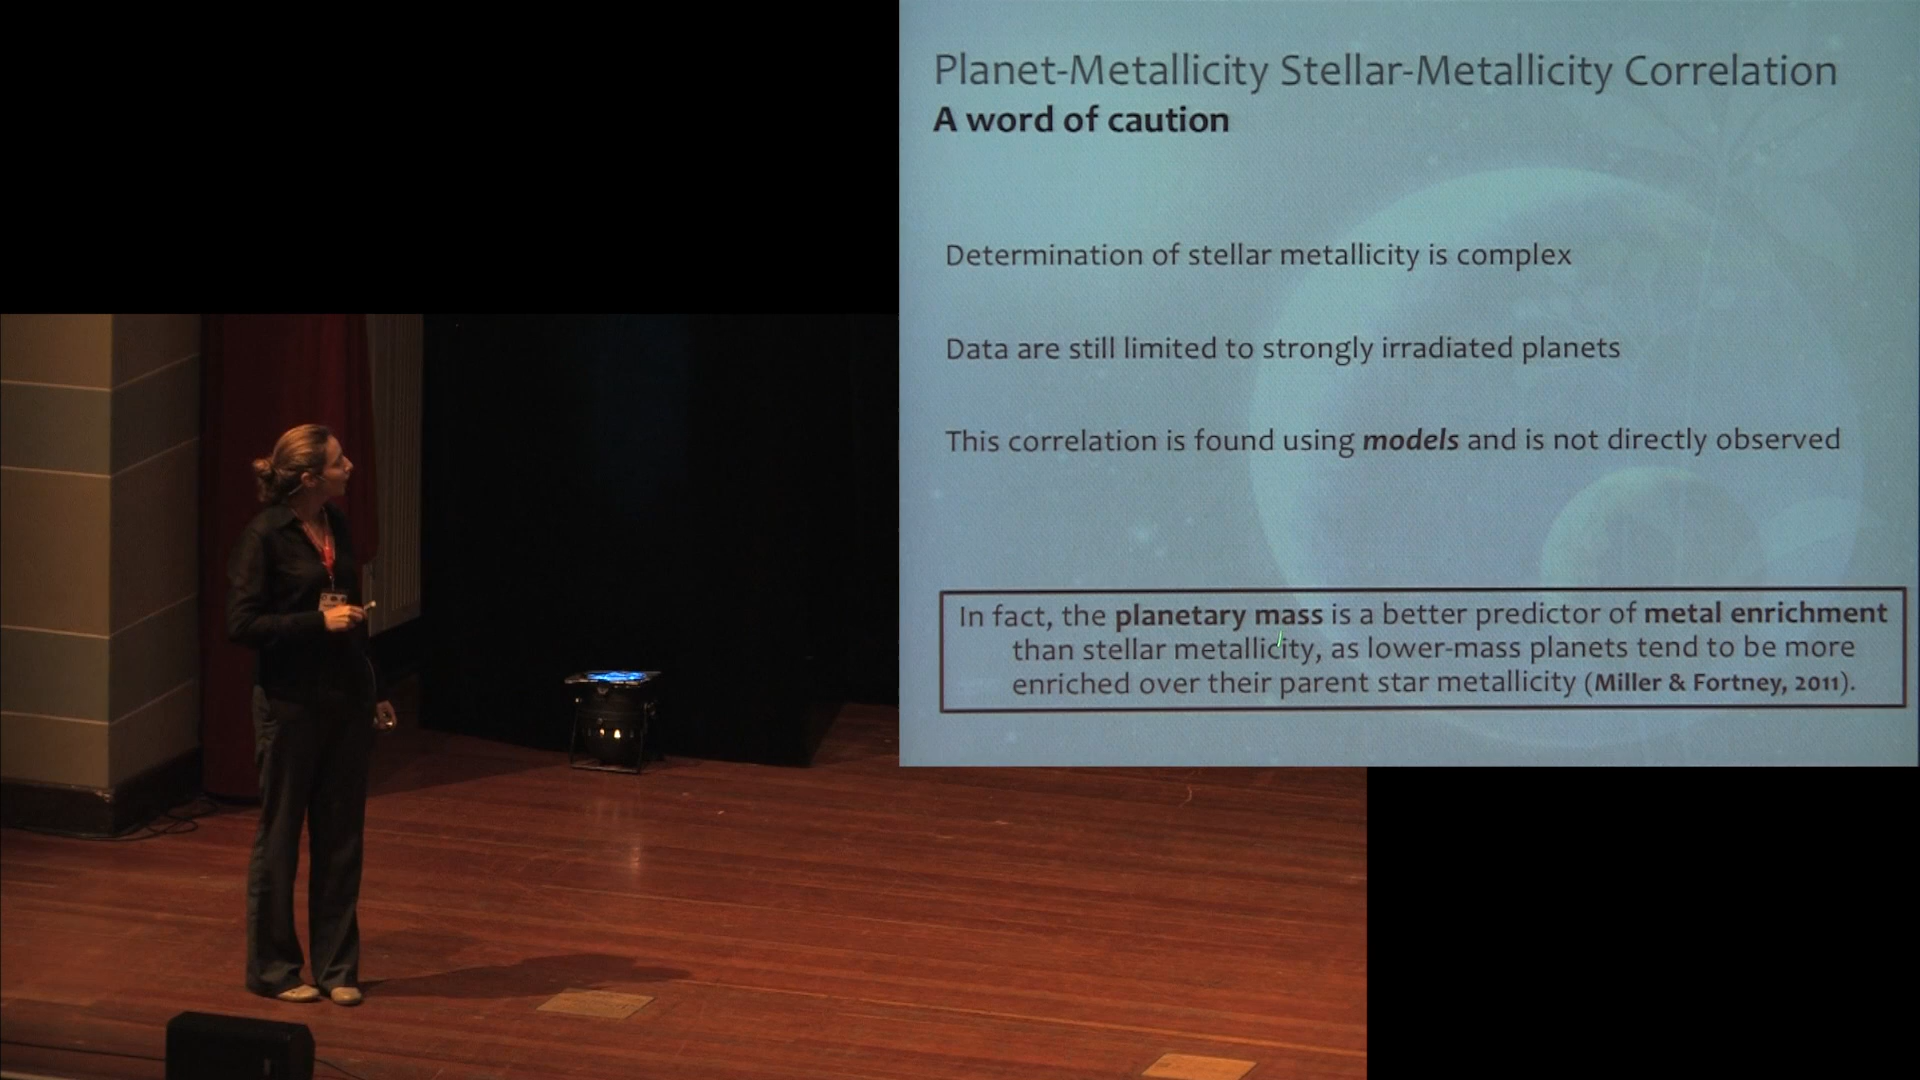 Planet-Metallicity Stellar-Metallicity Correlation
A word of caution
Determination of stellar metallicity is complex
Data are still limited to strongly irradiated planets
This correlation is found using models and is not directly observed
In fact, the planetary mass is a better predictor of metal enrichment
than stellar metallicity, as lower-mass planets tend to be more
enriched over their parent star metallicity (Miller & Fortney, 2011).